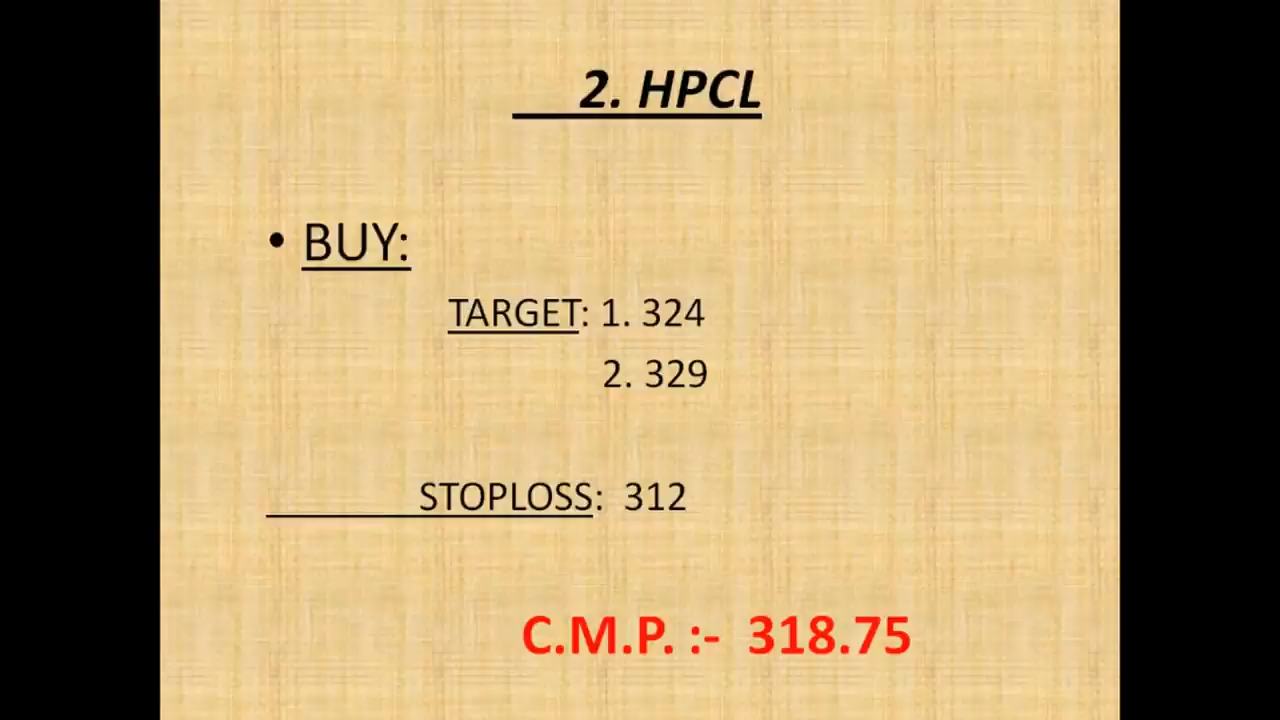 2. HPCL
• BUY:
TARGET: 1. 324
2. 329
STOPLOSS: 312
C.M.P. :- 318.75